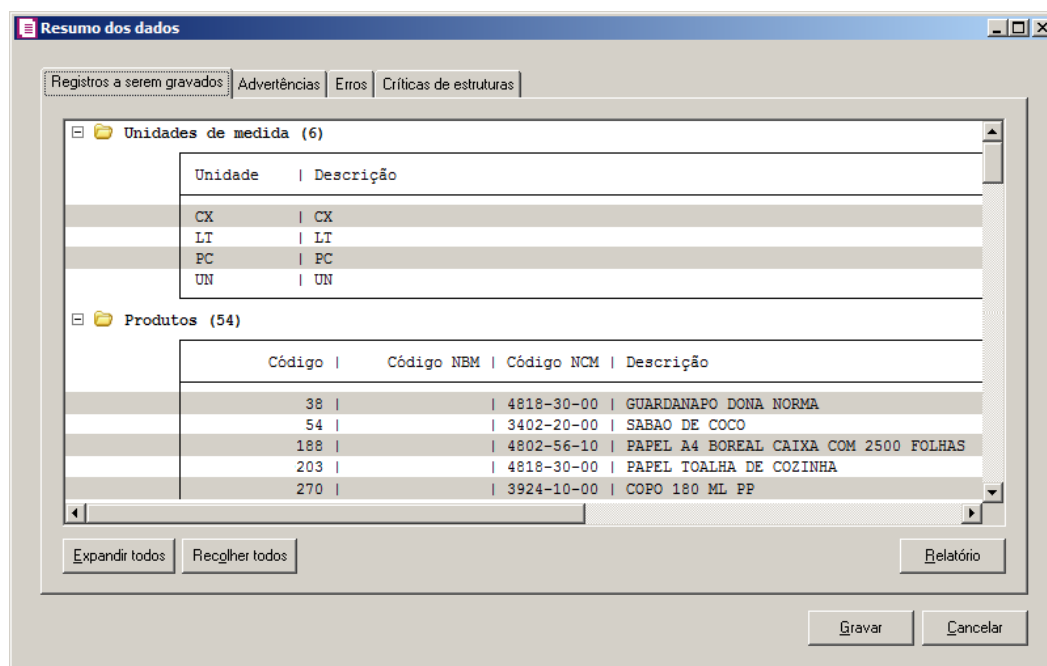 Resumo dos dados
Registros a serem gravados Advertências Erros Críticas de estruturas
Unidades de medida (6)
Unidade | Descrição
CX | CX
LT | LT
PC | PC
UN | UN
Produtos (54)
Código | Código NBM | Código NCM | Descrição
38 | | 4818-30-00 | GUARDANAPO DONA NORMA
54 | | 3402-20-00 | SABAO DE COCO
188 | | 4802-56-10 | PAPEL A4 BOREAL CAIXA COM 2500 FOLHAS
203 | | 4818-30-00 | PAPEL TOALHA DE COZINHA
270 | | 3924-10-00 | COPO 180 ML PP
Expandir todos Recolher todos Relatório
Gravar Cancelar